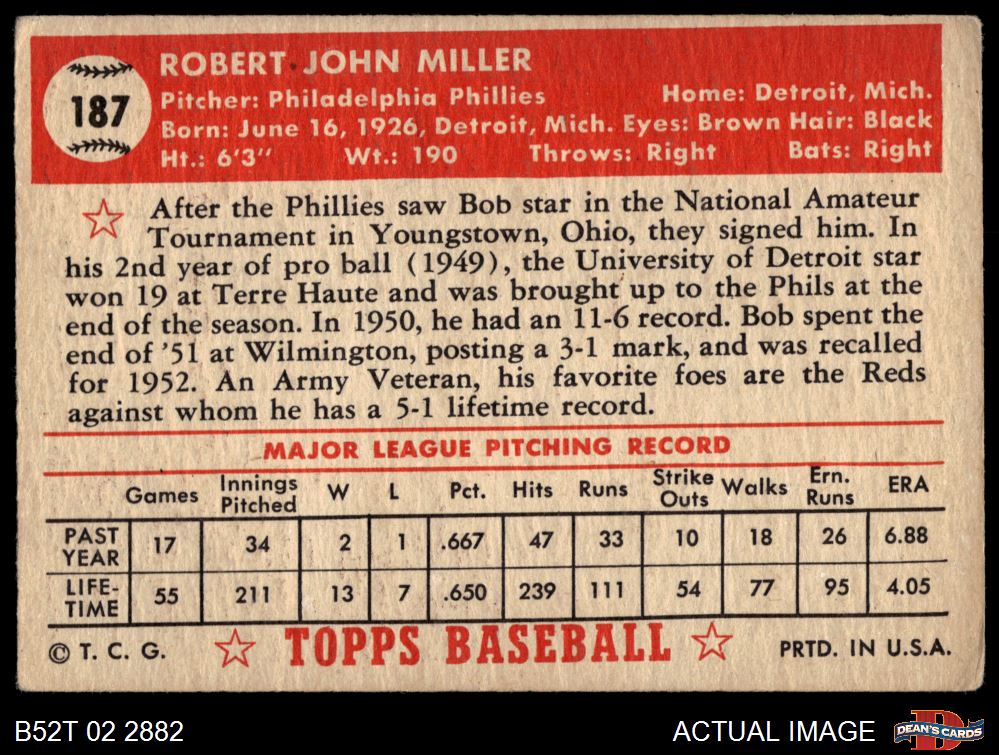 187
ROBERT JOHN MILLER
Pitcher: Philadelphia Phillies Home: Detroit, Mich.
Born: June 16, 1926, Detroit, Mich. Eyes: Brown Hair: Black
Ht.: 6'3" Wt.: 190 Throws: Right Bats: Right
After the Phillies saw Bob star in the National Amateur
Tournament in Youngstown, Ohio, they signed him. In
his 2nd year of pro ball (1949), the University of Detroit star
won 19 at Terre Haute and was brought up to the Phils at the
end of the season. In 1950, he had an 11-6 record. Bob spent the
end of '51 at Wilmington, posting a 3-1 mark, and was recalled
for 1952. An Army Veteran, his favorite foes are the Reds
against whom he has a 5-1 lifetime record.
MAJOR LEAGUE PITCHING RECORD
Games Innings Pitched W L Pct. Hits Runs Strike Outs Walks Ern. Runs ERA
PAST YEAR 17 34 2 1 .667 47 33 10 18 26 6.88
LIFE-TIME 55 211 13 7 .650 239 111 54 77 95 4.05
© T. C. G. TOPPS BASEBALL PRTD. IN U.S.A.
B52T 02 2882 ACTUAL IMAGE DEAN'S CARDS